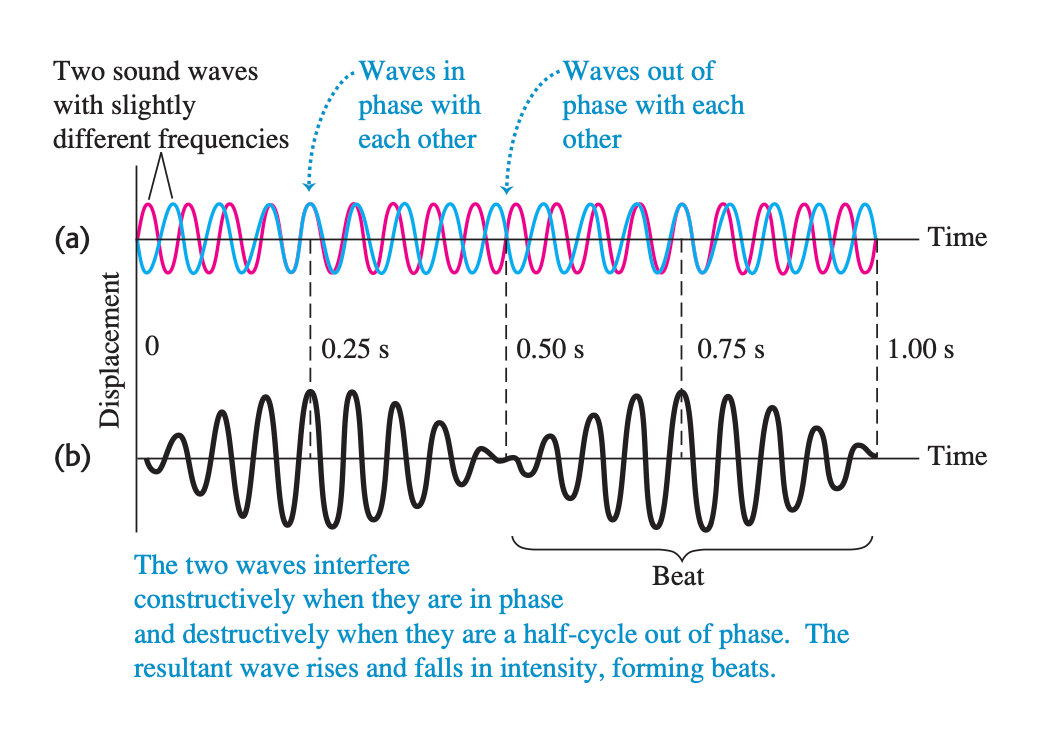 Two sound waves
with slightly
different frequencies
Waves in
phase with
each other
Waves out of
phase with each
other
(a)
Time
Displacement
0
0.25 s
0.50 s
0.75 s
1.00 s
(b)
Time
Beat
The two waves interfere
constructively when they are in phase
and destructively when they are a half-cycle out of phase. The
resultant wave rises and falls in intensity, forming beats.